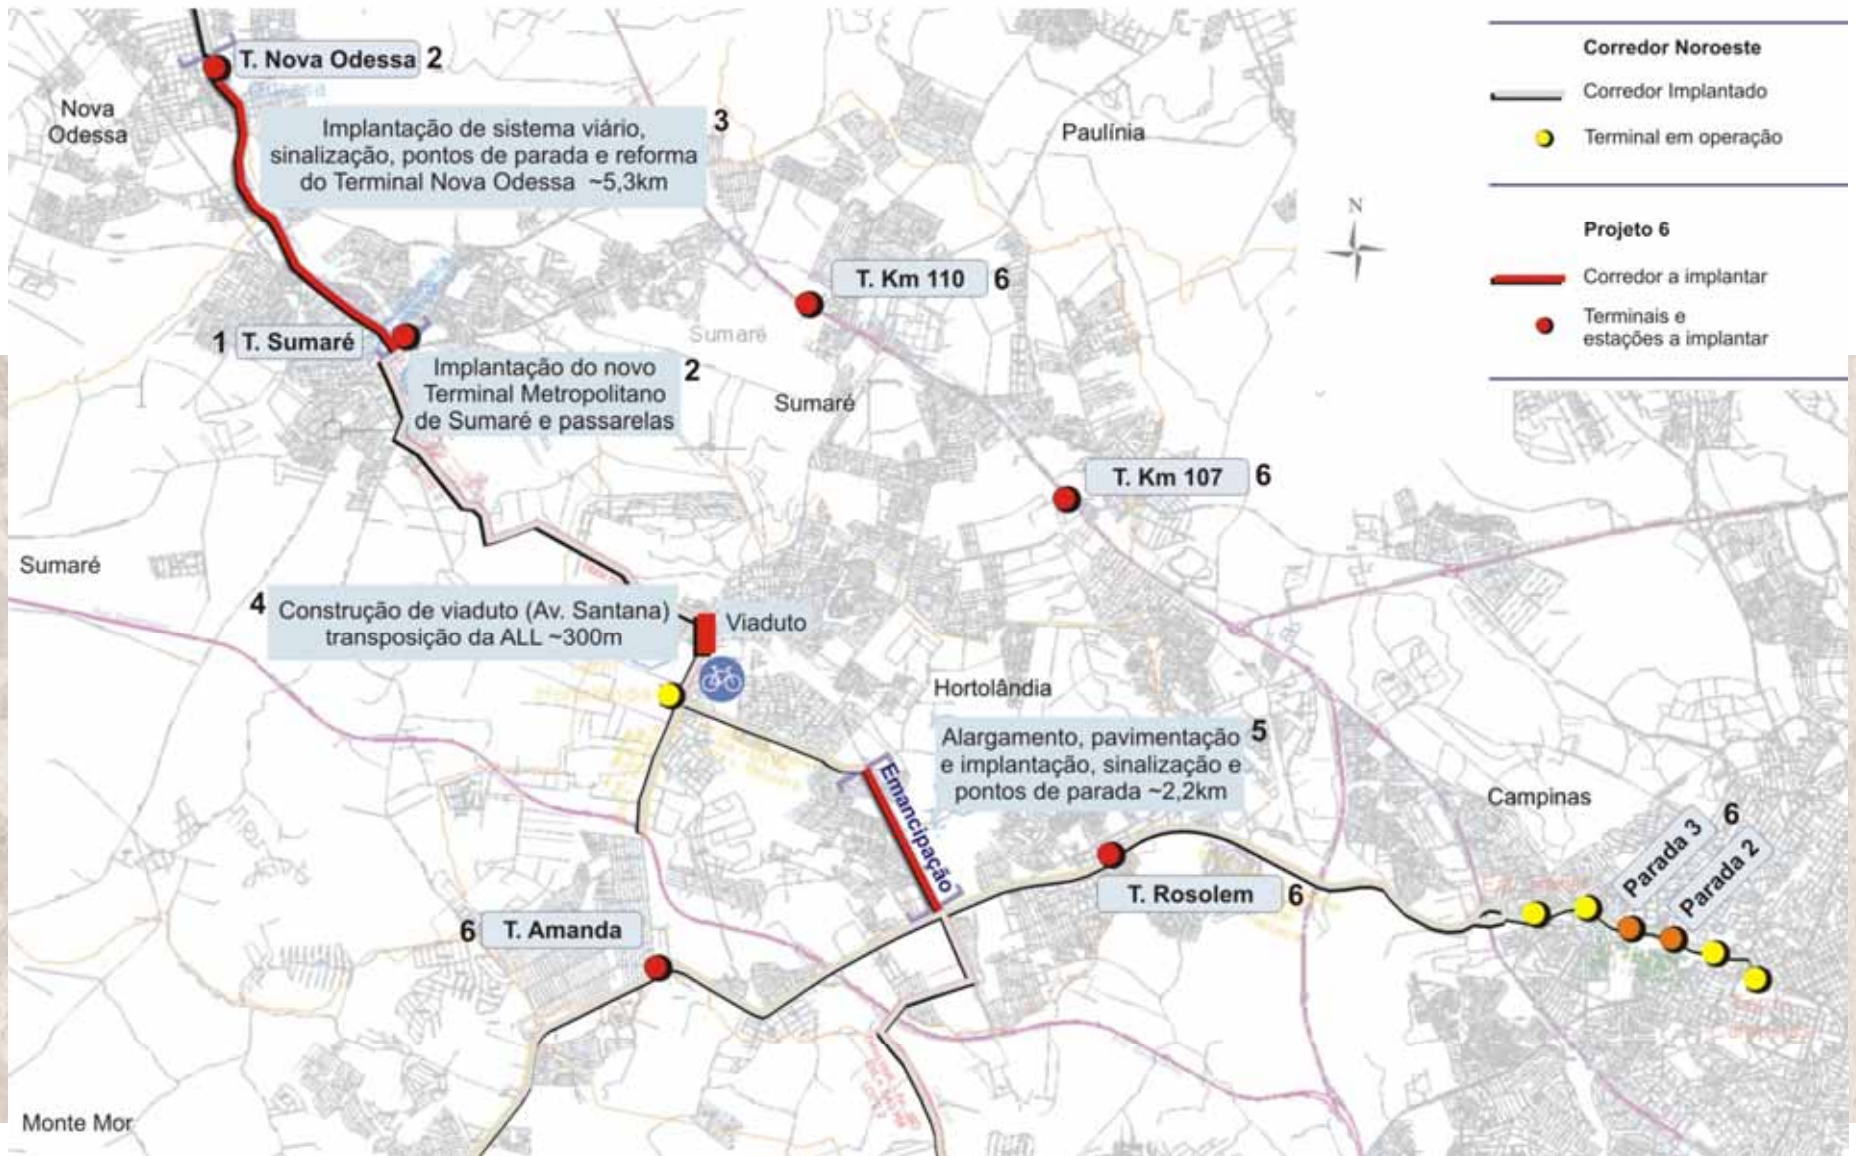 T. Nova Odessa 2
Nova
Odessa
Implantação de sistema viário,
sinalização, pontos de parada e reforma
do Terminal Nova Odessa ~5,3km
3
Paulínia
Corredor Noroeste
Corredor Implantado
Terminal em operação
Projeto 6
Corredor a implantar
Terminais e
estações a implantar
N
T. Km 110 6
Sumaré
Sumaré
1 T. Sumaré
Implantação do novo
Terminal Metropolitano
de Sumaré e passarelas
2
T. Km 107 6
Sumaré
4
Construção de viaduto (Av. Santana)
transposição da ALL ~300m
Viaduto
Hortolândia
Alargamento, pavimentação
e implantação, sinalização e
pontos de parada ~2,2km
5
Emancipação
Campinas
Parada 3
6
Parada 2
T. Rosolem 6
6 T. Amanda
Monte Mor